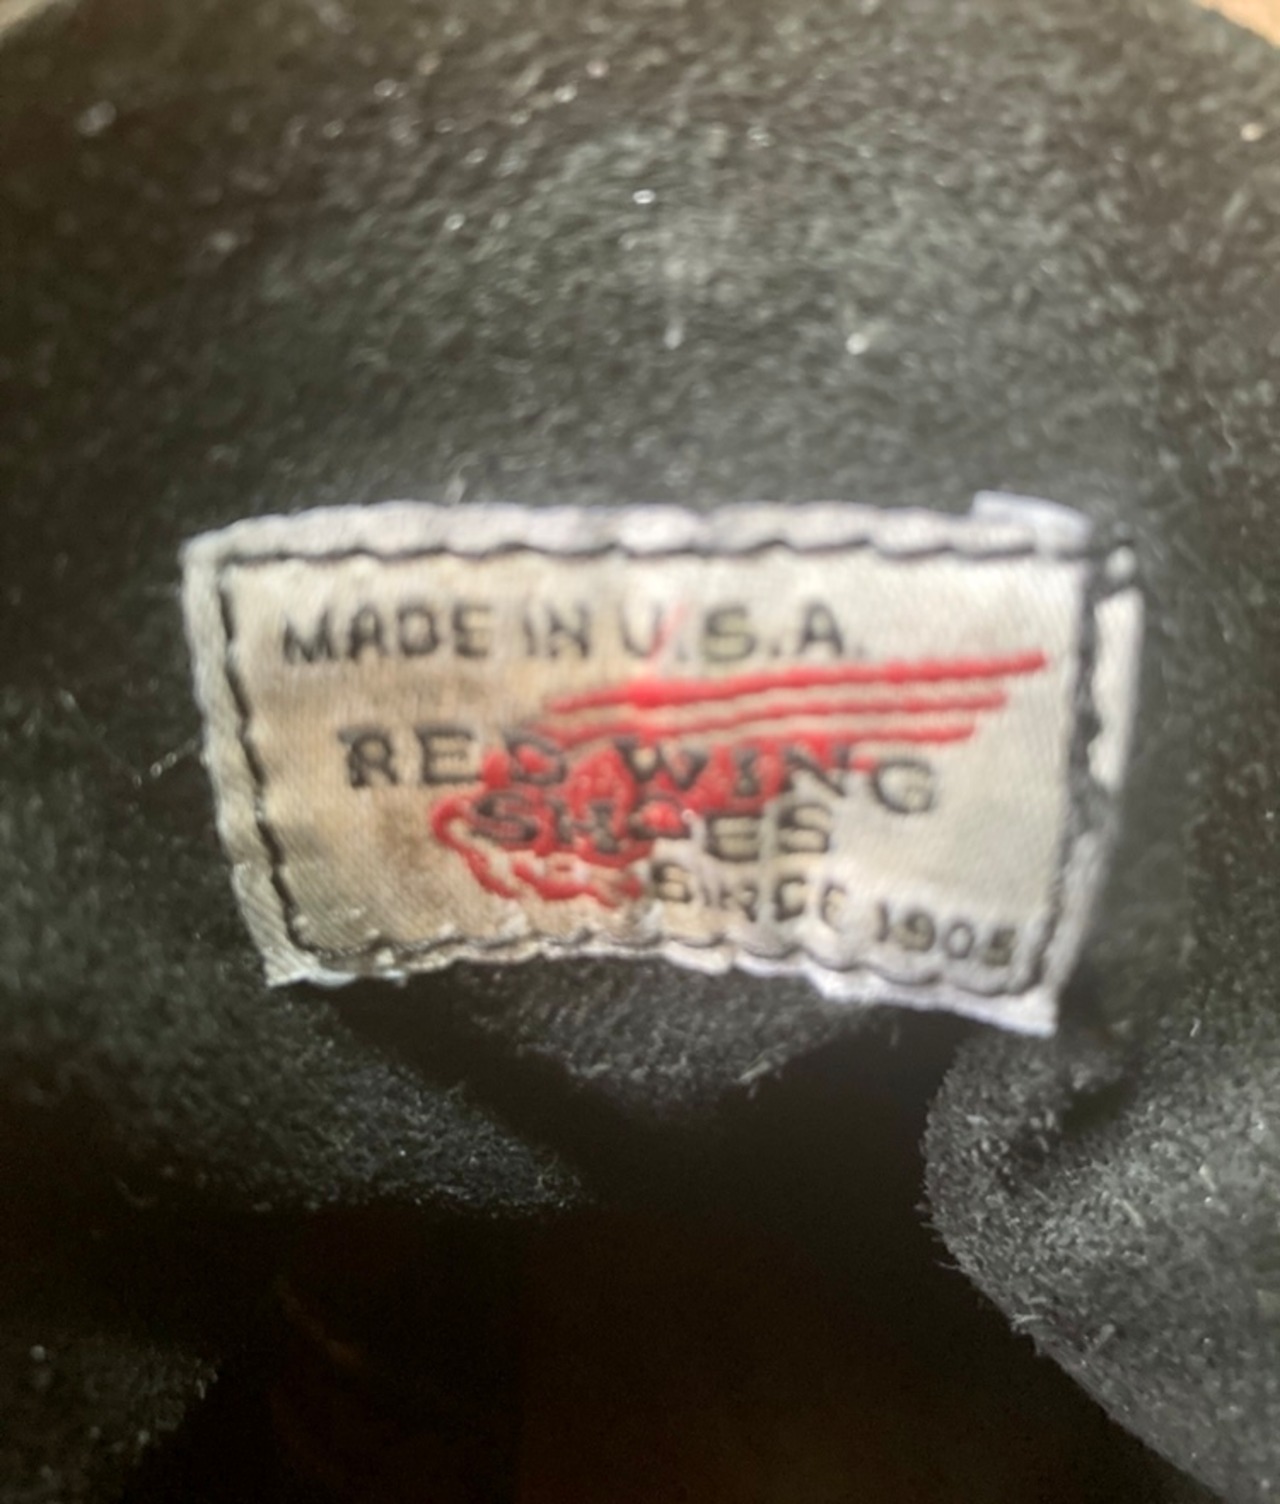 MADE IN U.S.A.
RED WING
SHOES
SINCE 1905